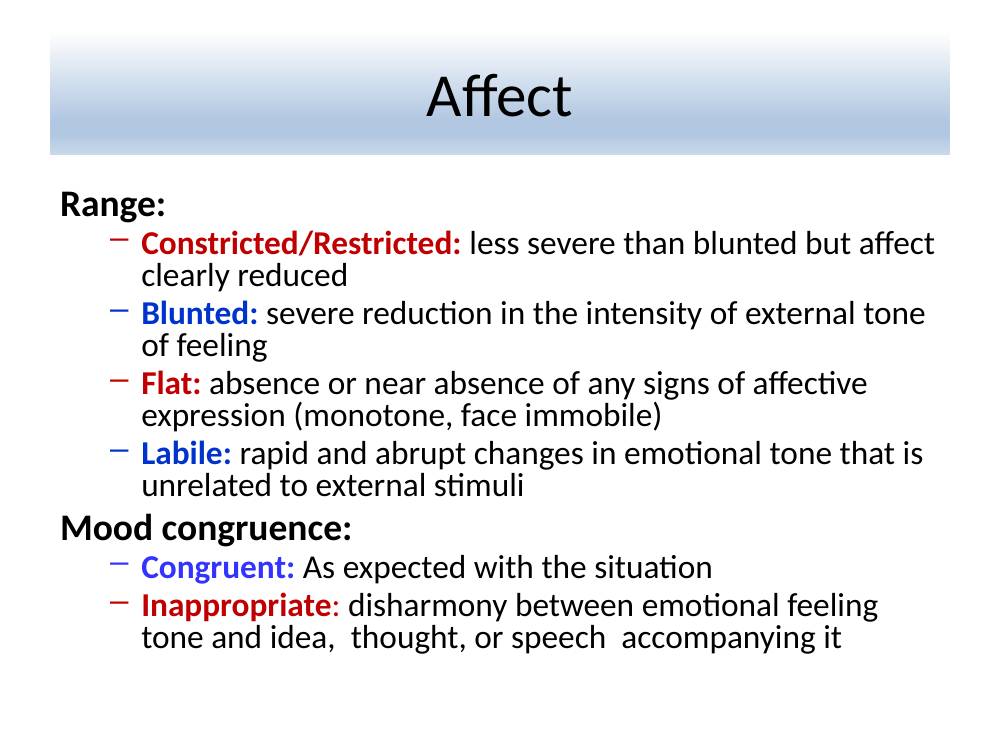 Affect
Range:
– Constricted/Restricted: less severe than blunted but affect
clearly reduced
– Blunted: severe reduction in the intensity of external tone
of feeling
– Flat: absence or near absence of any signs of affective
expression (monotone, face immobile)
– Labile: rapid and abrupt changes in emotional tone that is
unrelated to external stimuli
Mood congruence:
– Congruent: As expected with the situation
– Inappropriate: disharmony between emotional feeling
tone and idea,  thought, or speech  accompanying it